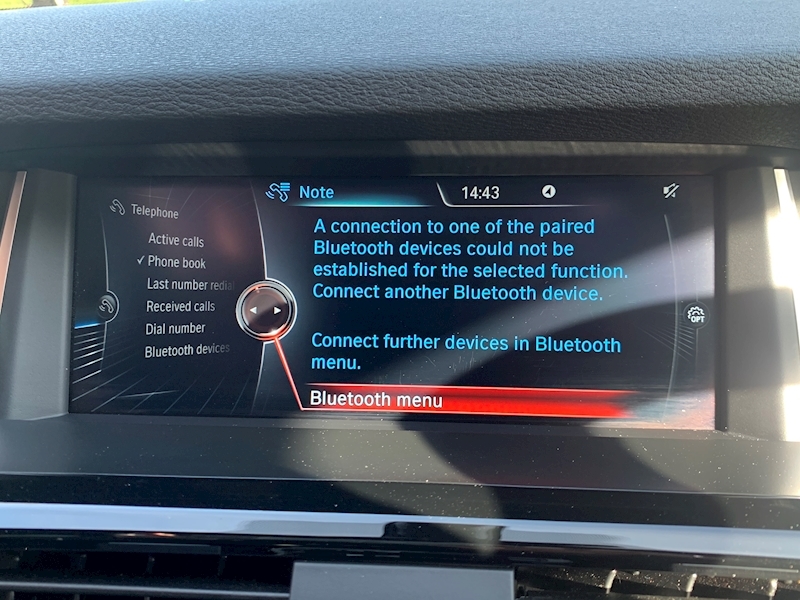 Note
14:43
Telephone
Active calls
Phone book
Last number redial
Received calls
Dial number
Bluetooth devices
A connection to one of the paired
Bluetooth devices could not be
established for the selected function.
Connect another Bluetooth device.
Connect further devices in Bluetooth
menu.
Bluetooth menu
OPT